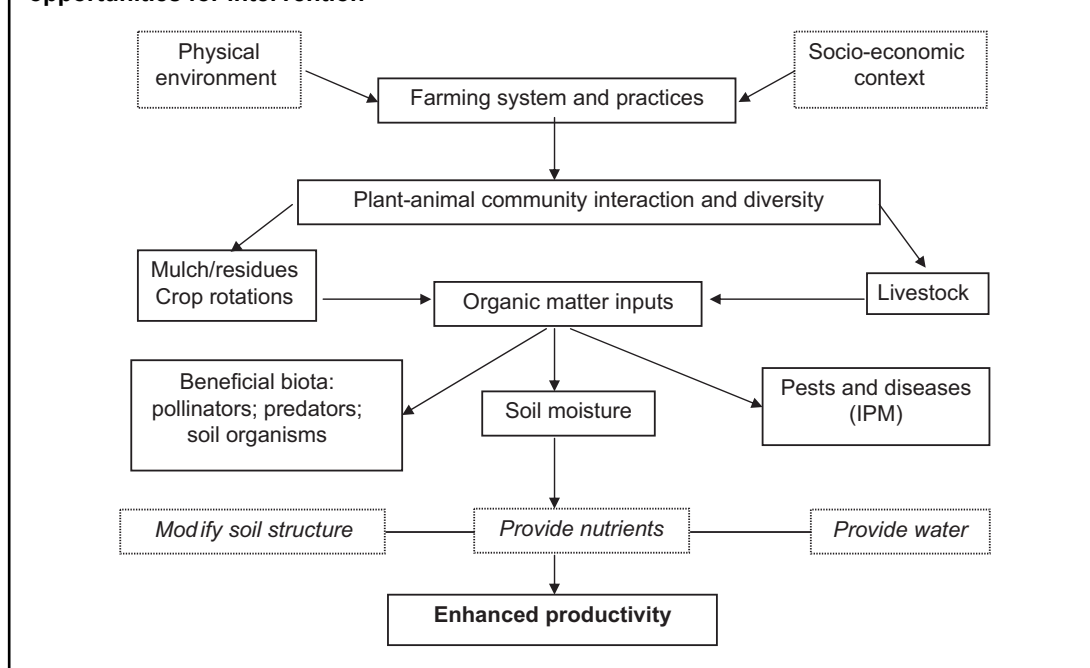 opportunities for intervention
Physical
environment
Socio-economic
context
Farming system and practices
Plant-animal community interaction and diversity
Mulch/residues
Crop rotations
Organic matter inputs
Livestock
Beneficial biota:
pollinators; predators;
soil organisms
Soil moisture
Pests and diseases
(IPM)
Modify soil structure
Provide nutrients
Provide water
Enhanced productivity